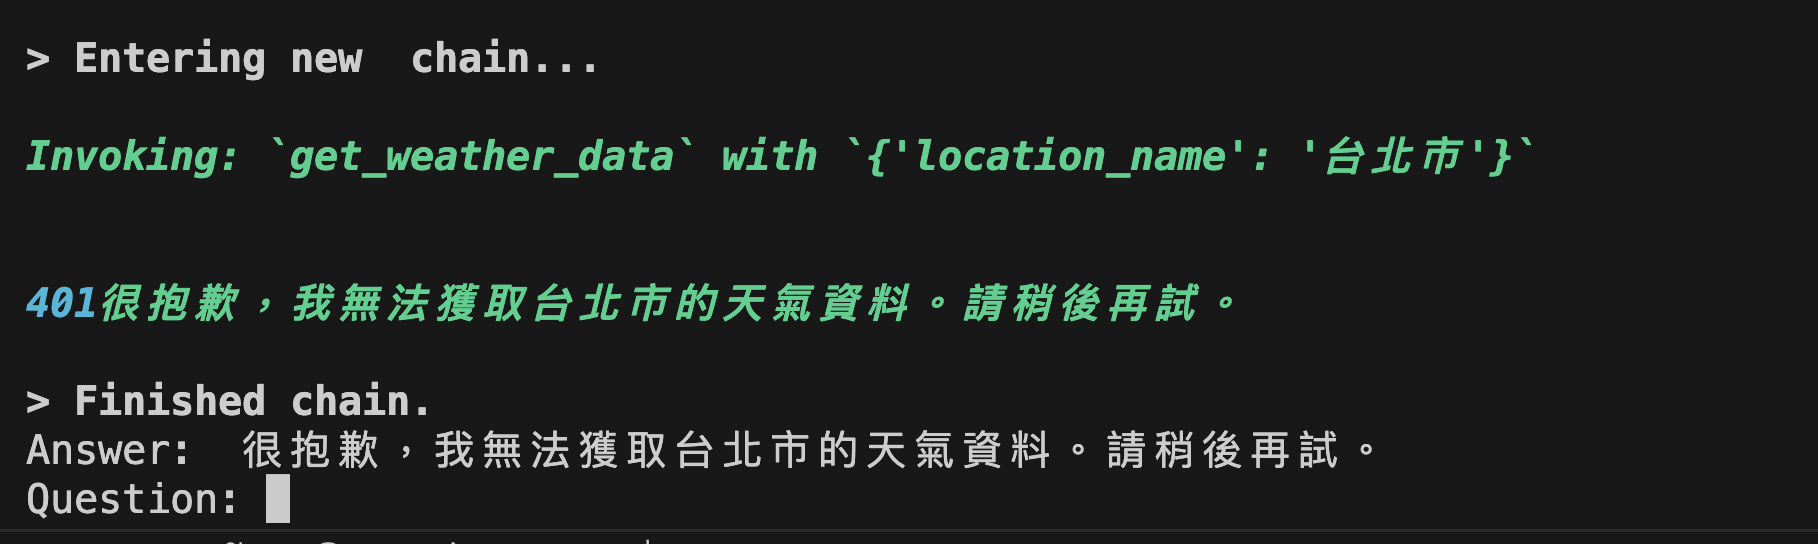 > Entering new  chain...
Invoking: `get_weather_data` with `{'location_name': '台北市'}`
401很抱歉，我無法獲取台北市的天氣資料。請稍後再試。
> Finished chain.
Answer:  很抱歉，我無法獲取台北市的天氣資料。請稍後再試。
Question: